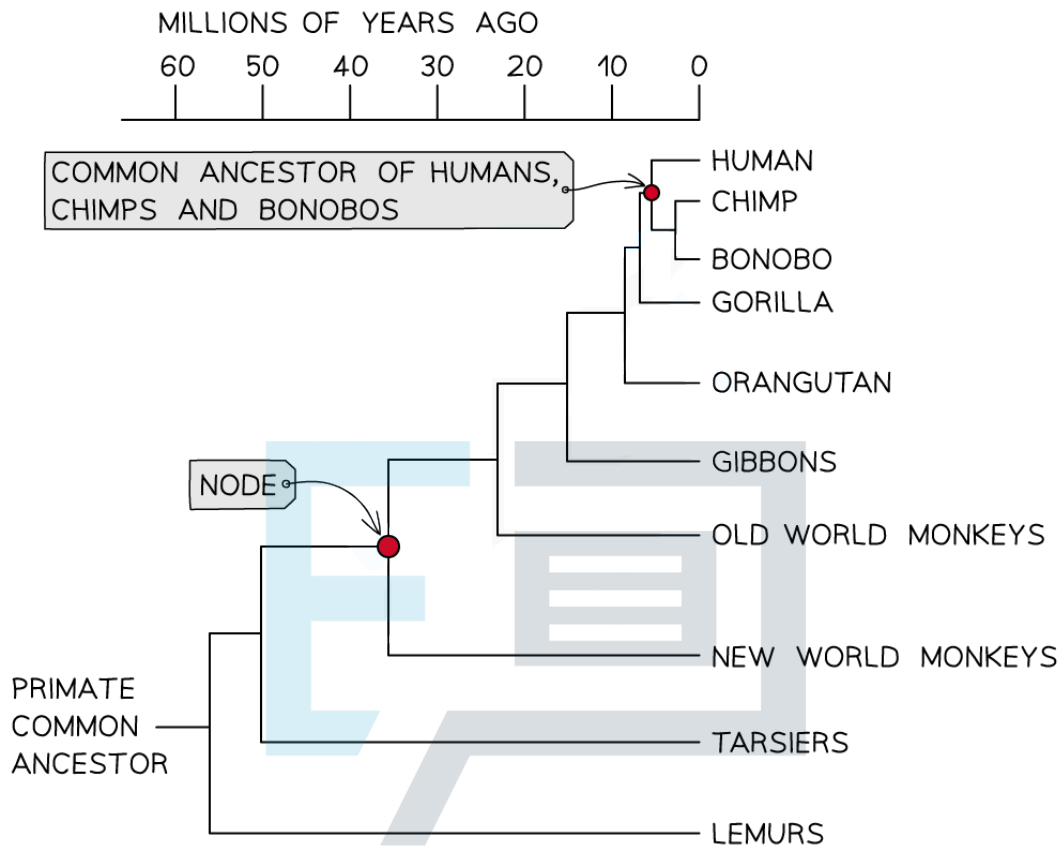 MILLIONS OF YEARS AGO
60 50 40 30 20 10 0
COMMON ANCESTOR OF HUMANS,
CHIMPS AND BONOBOS
HUMAN
CHIMP
BONOBO
GORILLA
ORANGUTAN
GIBBONS
NODE
OLD WORLD MONKEYS
NEW WORLD MONKEYS
PRIMATE
COMMON
ANCESTOR
TARSIERS
LEMURS